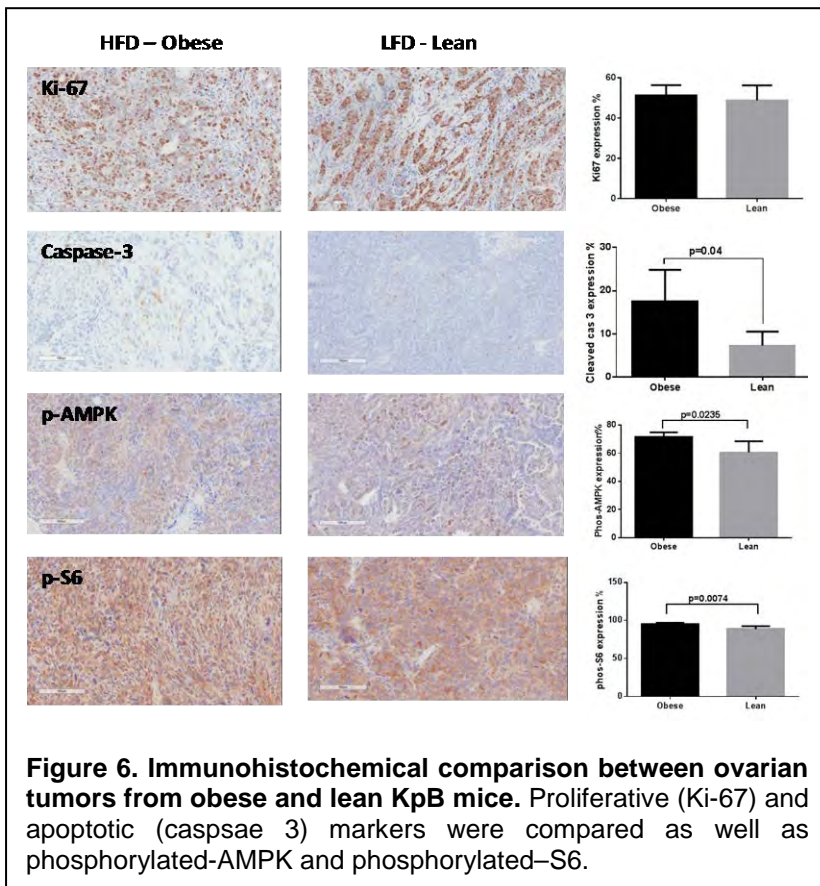 HFD – Obese
LFD - Lean
Ki-67
Ki67 expression %
60
40
20
0
Obese
Lean
Caspase-3
Cleaved cas 3 expression %
30
20
10
0
p=0.04
Obese
Lean
p-AMPK
Phos-AMPK expression%
80
60
40
20
0
p=0.0235
Obese
Lean
p-S6
phos-S6 expression %
150
100
50
0
p=0.0074
Obese
Lean
Figure 6. Immunohistochemical comparison between ovarian
tumors from obese and lean KpB mice. Proliferative (Ki-67) and
apoptotic (caspsae 3) markers were compared as well as
phosphorylated-AMPK and phosphorylated–S6.